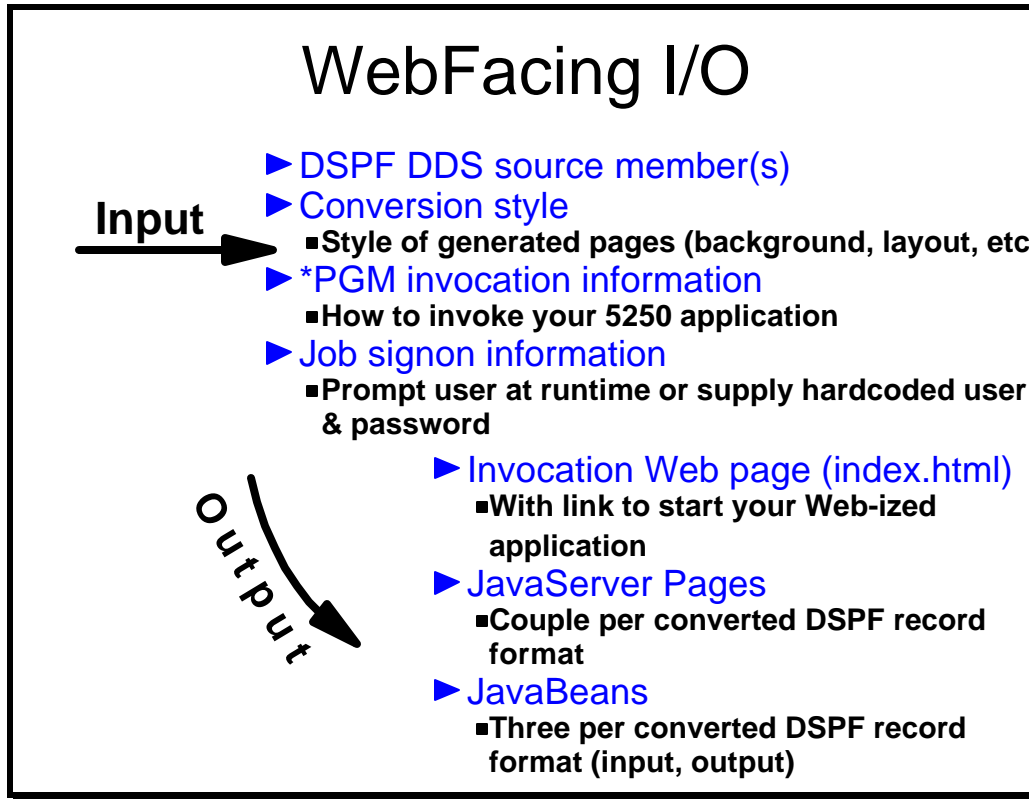 WebFacing I/O
Input
DSPF DDS source member(s)
Conversion style
Style of generated pages (background, layout, etc
*PGM invocation information
How to invoke your 5250 application
Job signon information
Prompt user at runtime or supply hardcoded user
& password
Output
Invocation Web page (index.html)
With link to start your Web-ized
application
JavaServer Pages
Couple per converted DSPF record
format
JavaBeans
Three per converted DSPF record
format (input, output)